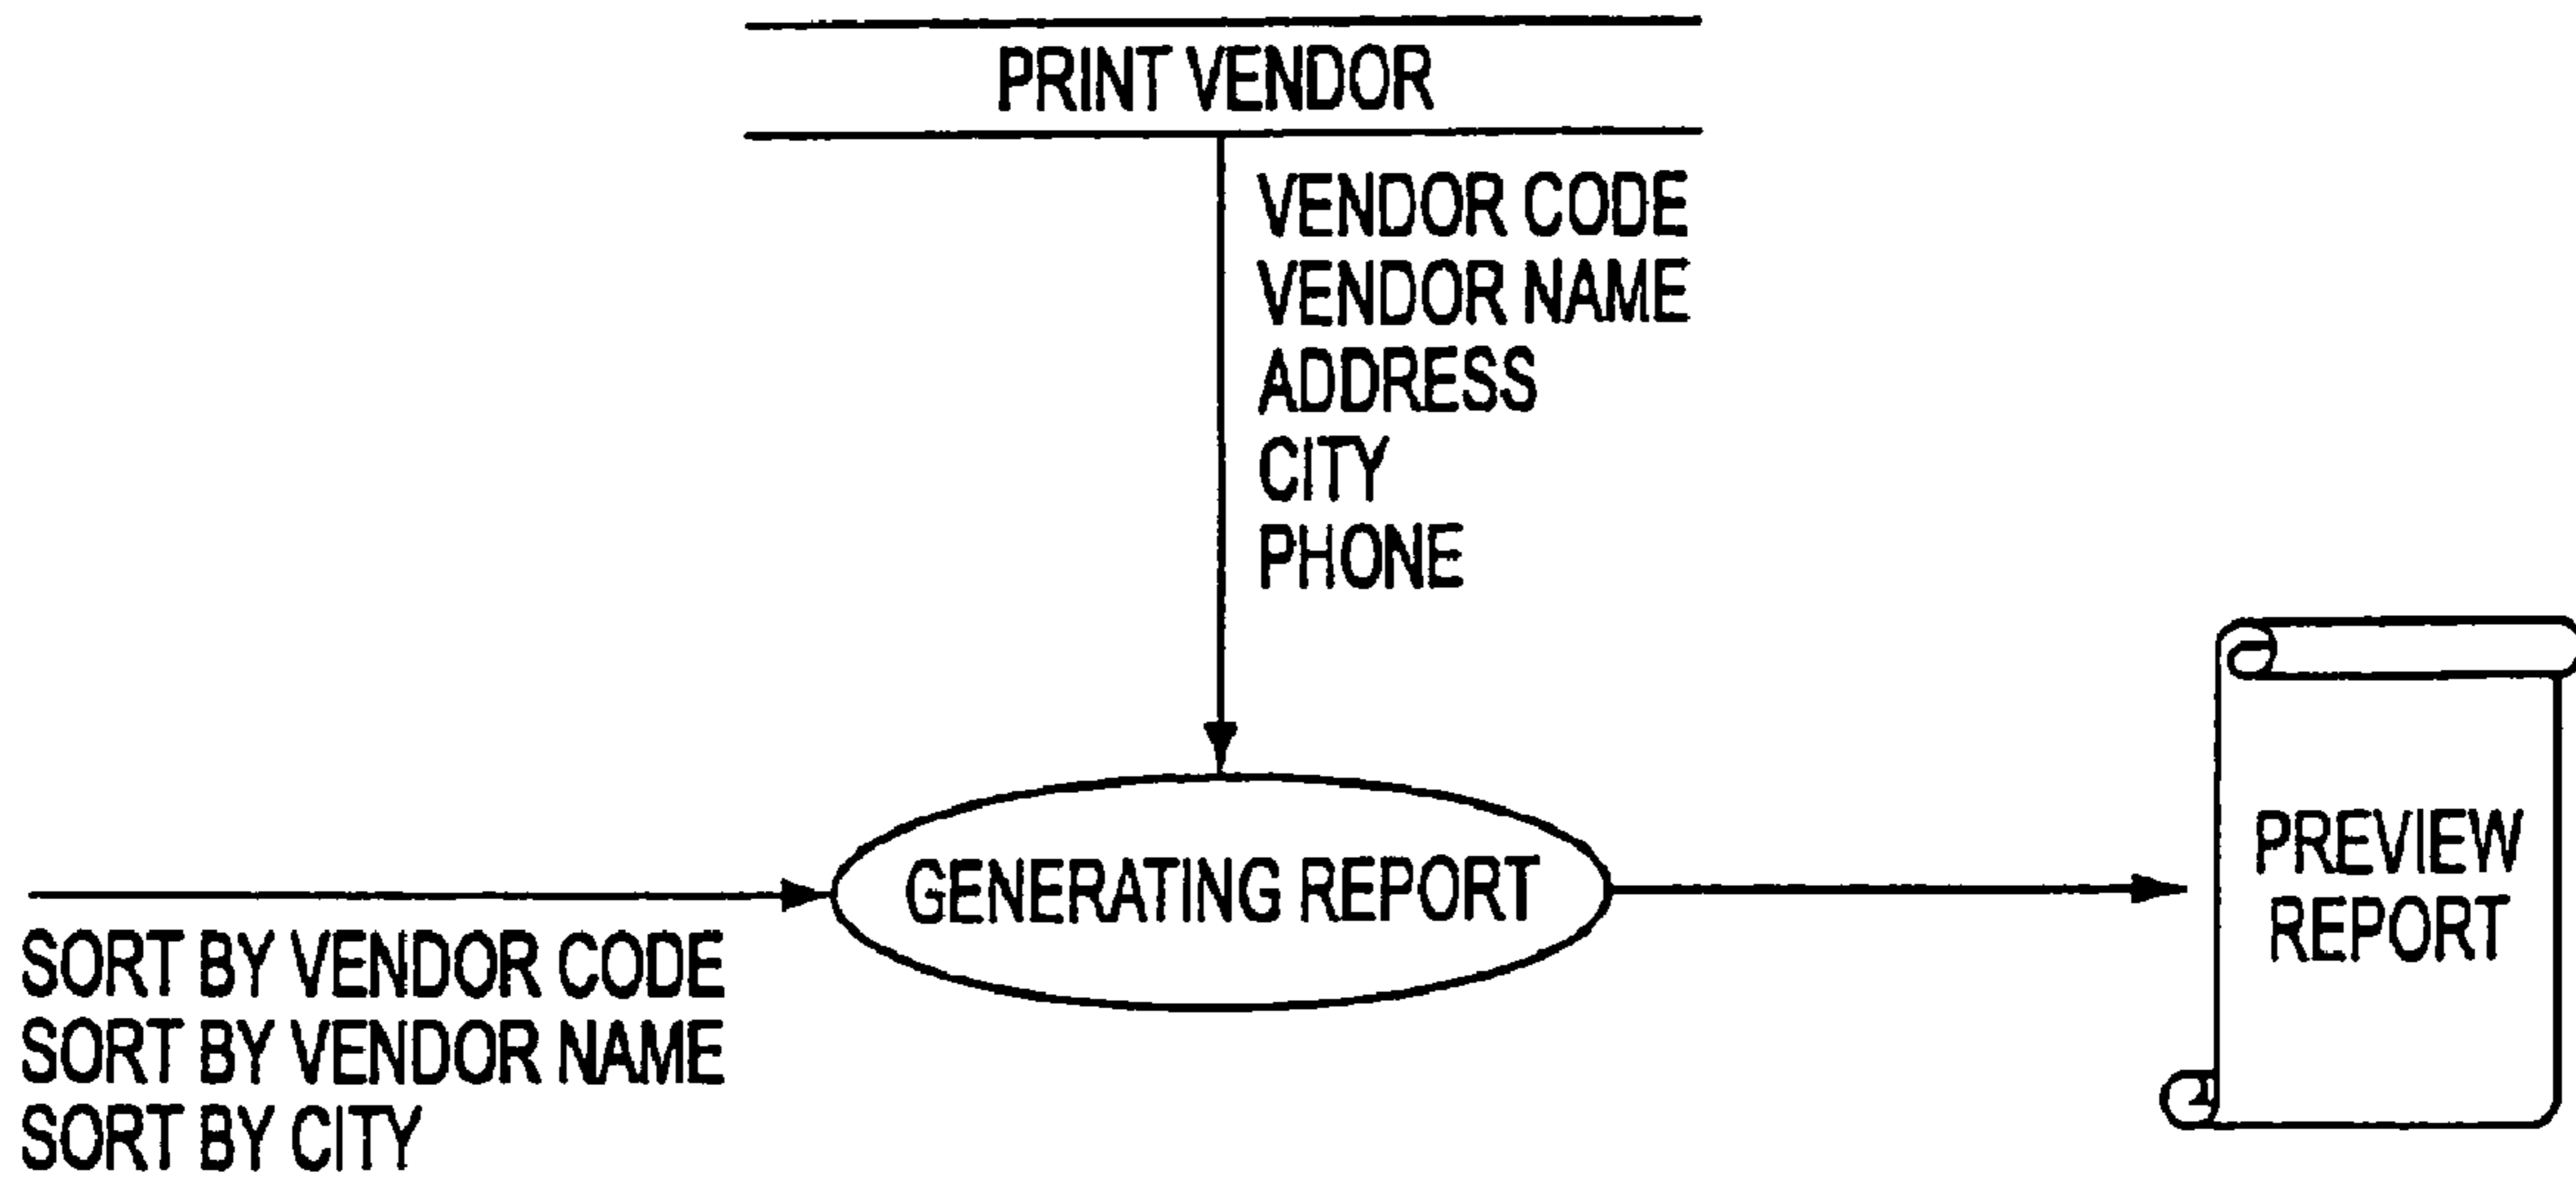 PRINT VENDOR
VENDOR CODE
VENDOR NAME
ADDRESS
CITY
PHONE
GENERATING REPORT
PREVIEW
REPORT
SORT BY VENDOR CODE
SORT BY VENDOR NAME
SORT BY CITY